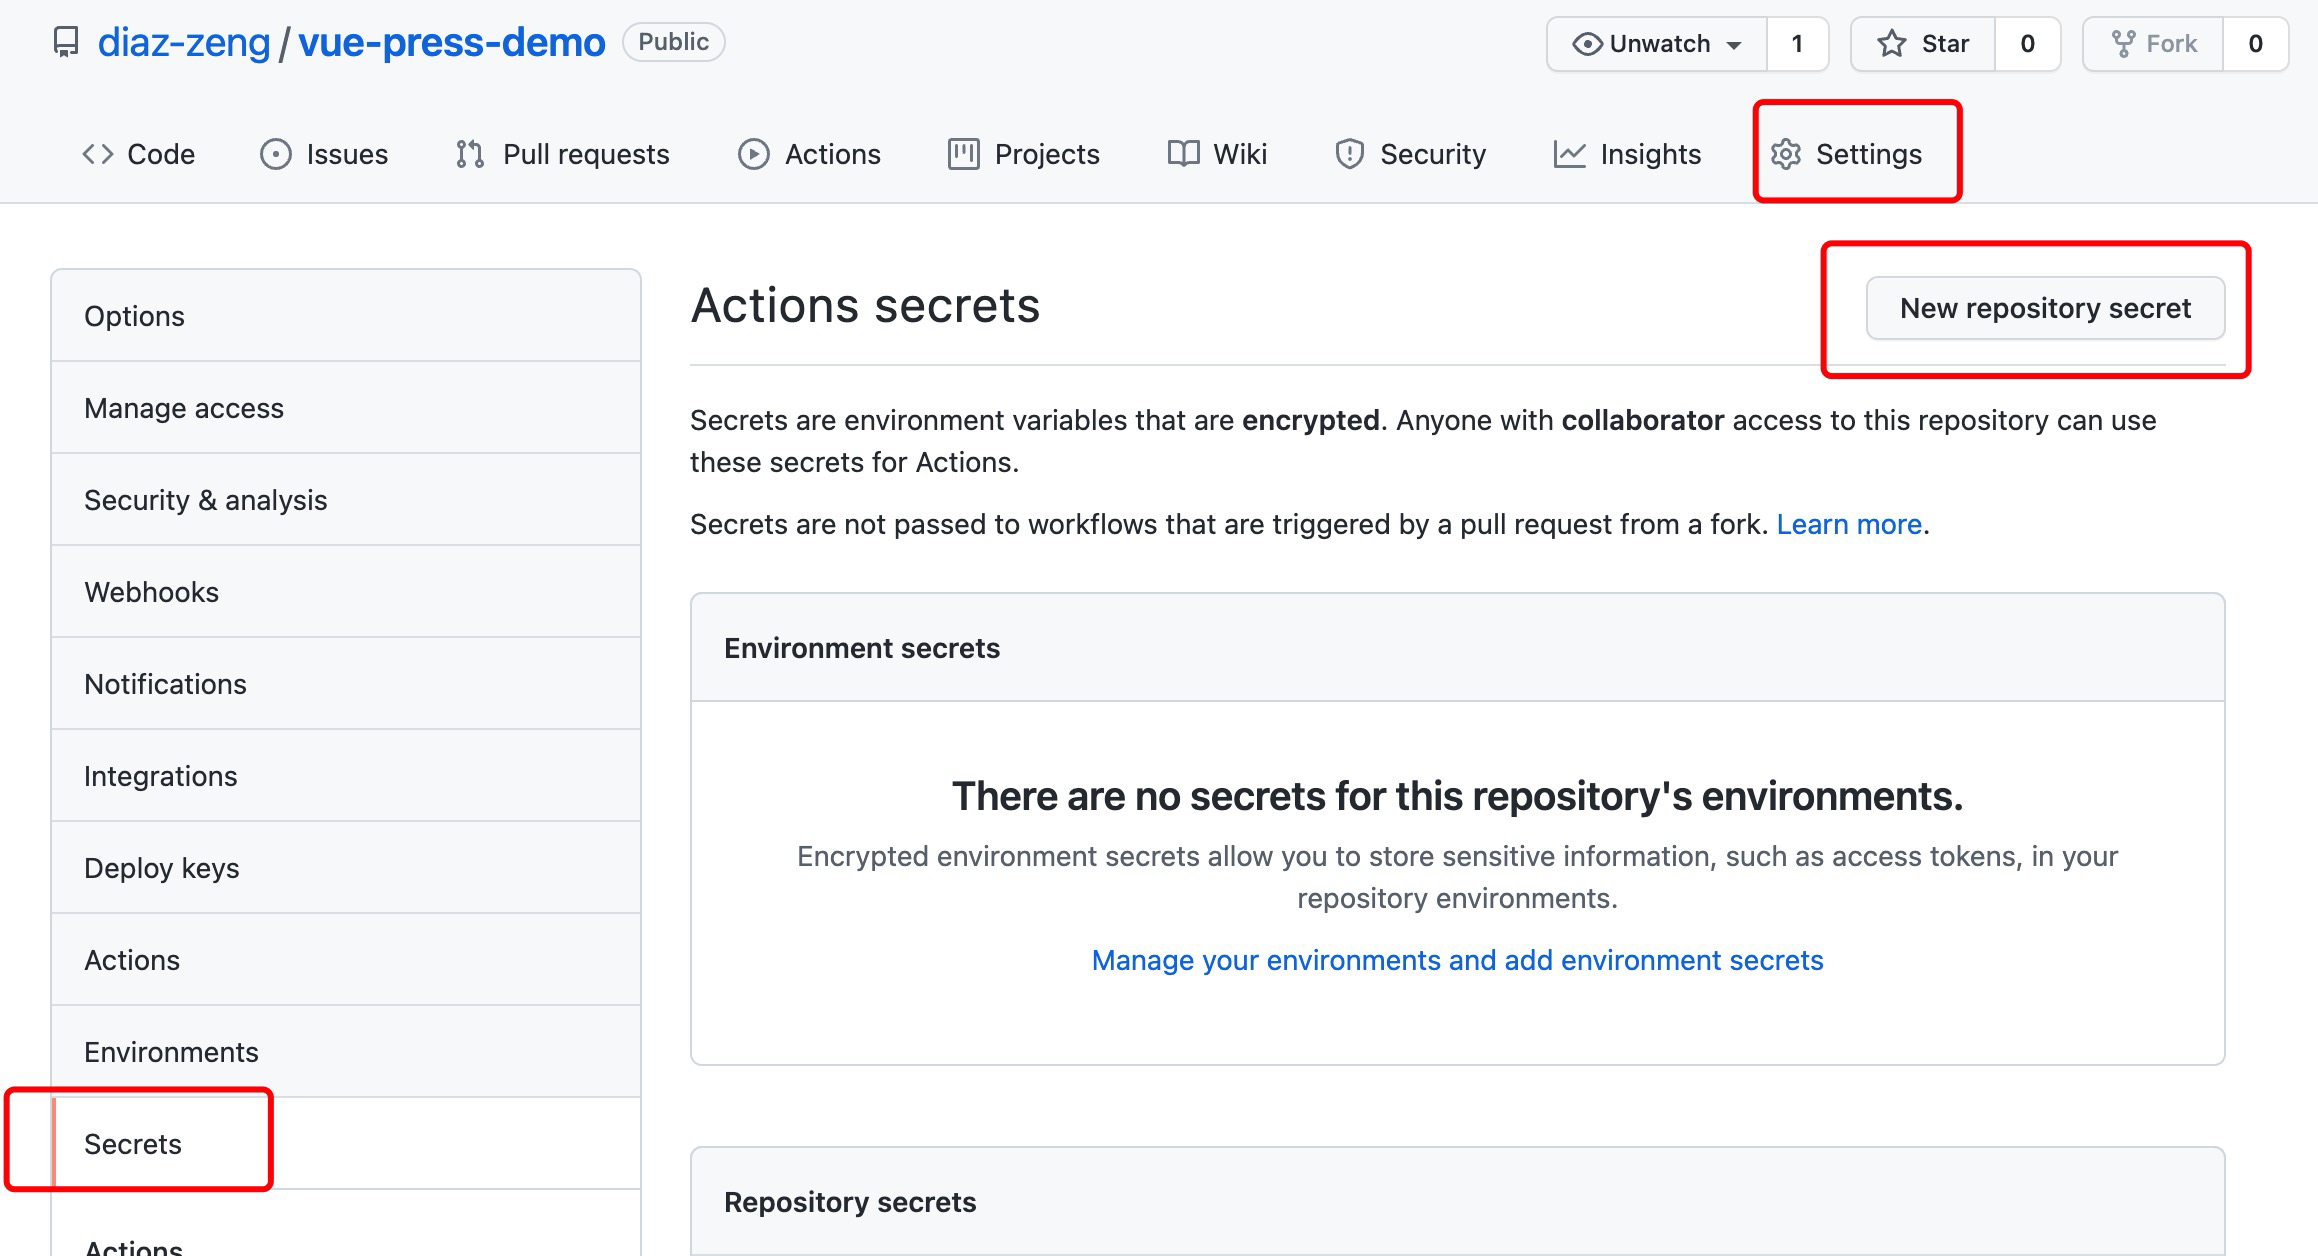 diaz-zeng / vue-press-demo Public
Unwatch 1 Star 0 Fork 0
Code Issues Pull requests Actions Projects Wiki Security Insights Settings
Options
Manage access
Security & analysis
Webhooks
Notifications
Integrations
Deploy keys
Actions
Environments
Secrets
Actions
Actions secrets
New repository secret
Secrets are environment variables that are encrypted. Anyone with collaborator access to this repository can use
these secrets for Actions.
Secrets are not passed to workflows that are triggered by a pull request from a fork. Learn more.
Environment secrets
There are no secrets for this repository's environments.
Encrypted environment secrets allow you to store sensitive information, such as access tokens, in your
repository environments.
Manage your environments and add environment secrets
Repository secrets